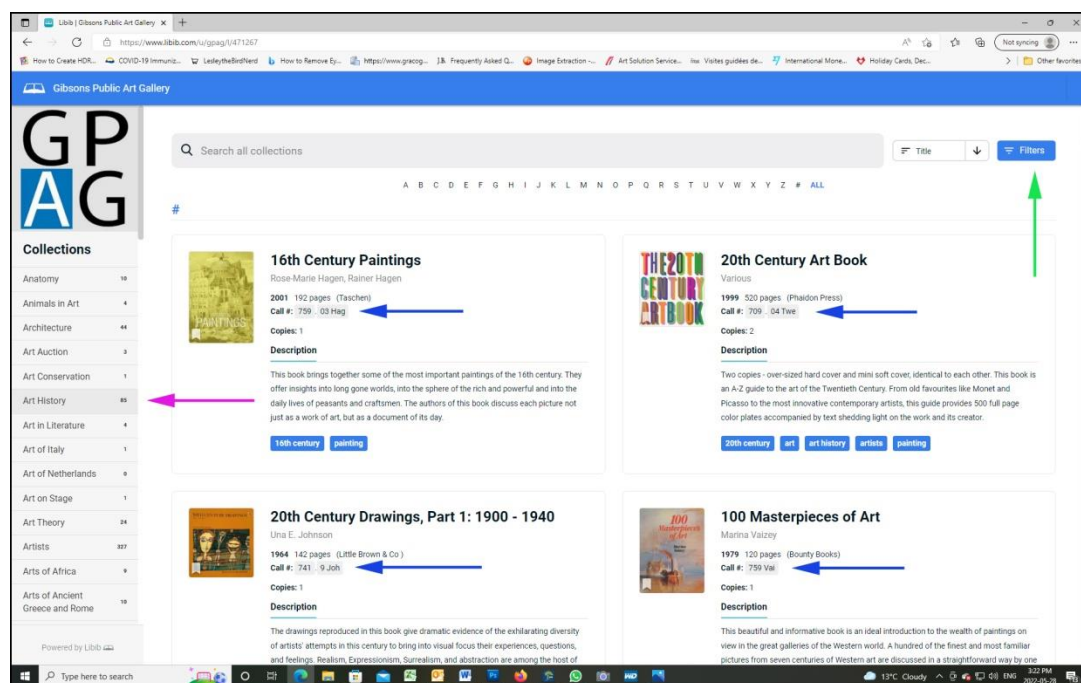 Libib | Gibsons Public Art Gallery
https://www.libib.com/u/gpag/l/471267
Not syncing
How to Create HDR... COVID-19 Immuniz... LesleytheBirdNerd How to Remove Ey... https://www.gracog... Frequently Asked Q... Image Extraction -... Art Solution Service... Visites guidées de... International Mone... Holiday Cards, Dec... Other favorites
Gibsons Public Art Gallery
GP
AG
Search all collections
Title
Filters
A B C D E F G H I J K L M N O P Q R S T U V W X Y Z # ALL
#
Collections
Anatomy 10
Animals in Art 4
Architecture 44
Art Auction 3
Art Conservation 1
Art History 85
Art in Literature 4
Art of Italy 1
Art of Netherlands
Art on Stage 1
Art Theory 24
Artists 327
Arts of Africa
Arts of Ancient
Greece and Rome 10
Powered by Libib
16th Century Paintings
Rose-Marie Hagen, Rainer Hagen
2001 192 pages (Taschen)
Call #: 759 . 03 Hag
Copies: 1
Description
This book brings together some of the most important paintings of the 16th century. They
offer insights into long gone worlds, into the sphere of the rich and powerful and into the
daily lives of peasants and craftsmen. The authors of this book discuss each picture not
just as a work of art, but as a document of its day.
16th century painting
PAINTINGS
THE 20TH
CENTURY
ARTBOOK
20th Century Art Book
Various
1999 520 pages (Phaidon Press)
Call #: 709 . 04 Twe
Copies: 2
Description
Two copies - over-sized hard cover and mini soft cover, identical to each other. This book is
an A-Z guide to the art of the Twentieth Century. From old favourites like Monet and
Picasso to the most innovative contemporary artists, this guide provides 500 full page
color plates accompanied by text shedding light on the work and its creator.
20th century art art history artists painting
20th Century Drawings, Part 1: 1900 - 1940
Una E. Johnson
1964 142 pages (Little Brown & Co )
Call #: 741 . 9 Joh
Copies: 1
Description
The drawings reproduced in this book give dramatic evidence of the exhilarating diversity
of artists' attempts in this century to bring into visual focus their experiences, questions,
and feelings. Realism, Expressionism, Surrealism, and abstraction are among the host of
100
Masterpieces
of Art
100 Masterpieces of Art
Marina Vaizey
1979 120 pages (Bounty Books)
Call #: 759 Vai
Copies: 1
Description
This beautiful and informative book is an ideal introduction to the wealth of paintings on
view in the great galleries of the Western world. A hundred of the finest and most familiar
pictures from seven centuries of Western art are discussed in a straightforward way by one
Type here to search
13°C Cloudy ENG
3:22 PM
2022-05-28